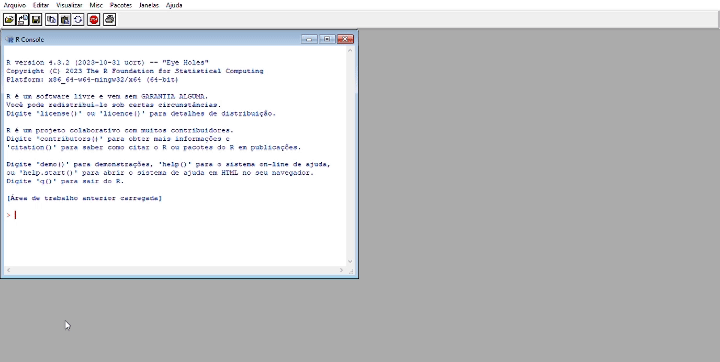 Arquivo Editar Visualizar Misc Pacotes Janelas Ajuda
R Console
R version 4.3.2 (2023-10-31 ucrt) -- "Eye Holes"
Copyright (C) 2023 The R Foundation for Statistical Computing
Platform: x86_64-w64-mingw32/x64 (64-bit)
R é um software livre e vem sem GARANTIA ALGUMA.
Você pode redistribuí-lo sob certas circunstâncias.
Digite 'license()' ou 'licence()' para detalhes de distribuição.
R é um projeto colaborativo com muitos contribuidores.
Digite 'contributors()' para obter mais informações e
'citation()' para saber como citar o R ou pacotes do R em publicações.
Digite 'demo()' para demonstrações, 'help()' para o sistema on-line de ajuda,
ou 'help.start()' para abrir o sistema de ajuda em HTML no seu navegador.
Digite 'q()' para sair do R.
[Área de trabalho anterior carregada]
>